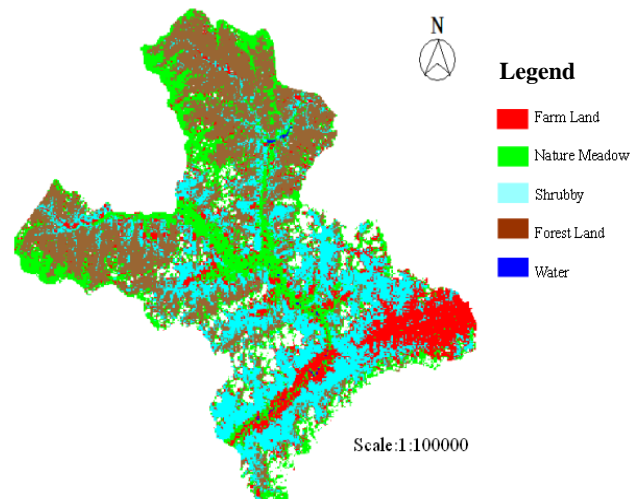 N
Legend
Farm Land
Nature Meadow
Shrubby
Forest Land
Water
Scale:1:100000